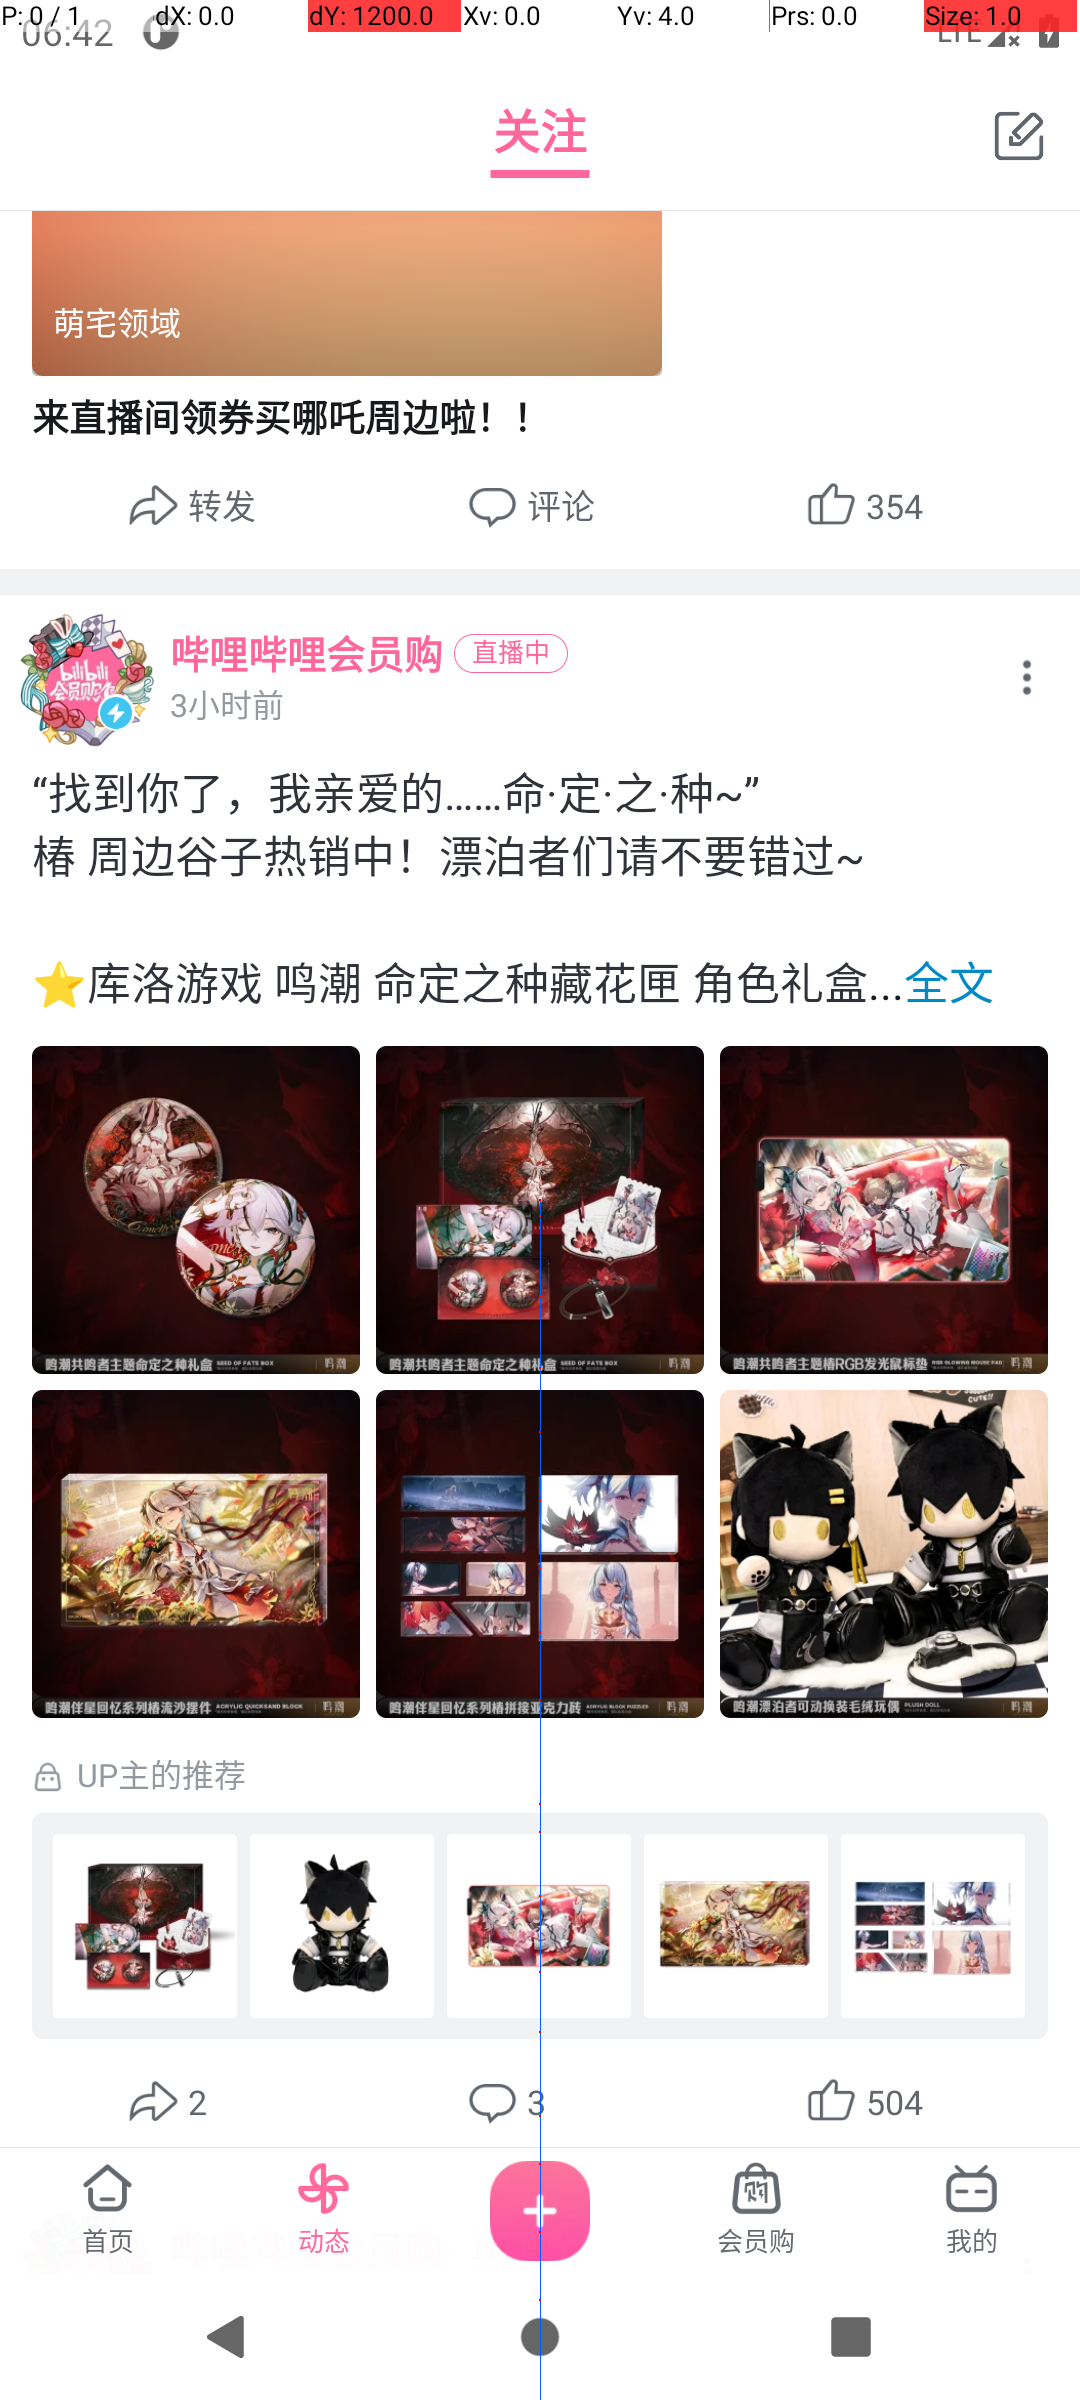 P: 0 / 1 dX: 0.0 dY: 1200.0 Xv: 0.0 Yv: 4.0 Prs: 0.0 Size: 1.0
06:42 LTE
关注
萌宅领域
来直播间领券买哪吒周边啦！！
转发 评论 354
哔哩哔哩会员购 直播中
3小时前
“找到你了，我亲爱的……命·定·之·种~”
椿 周边谷子热销中！漂泊者们请不要错过~
⭐库洛游戏 鸣潮 命定之种藏花匣 角色礼盒...全文
鸣潮共鸣者主题命定之种礼盒 SEED OF FATE BOX 鸣潮
鸣潮共鸣者主题命定之种礼盒 SEED OF FATE BOX 鸣潮
鸣潮共鸣者主题椿RGB发光鼠标垫 RGB GLOWING MOUSE PAD 鸣潮
鸣潮伴星回忆系列椿流沙摆件 ACRYLIC QUICKSAND BLOCK 鸣潮
鸣潮伴星回忆系列椿拼接亚克力砖 ACRYLIC BLOCK PUZZLES 鸣潮
鸣潮漂泊者可动换装毛绒玩偶 PLUSH DOLL 鸣潮
UP主的推荐
2 3 504
首页 动态 会员购 我的